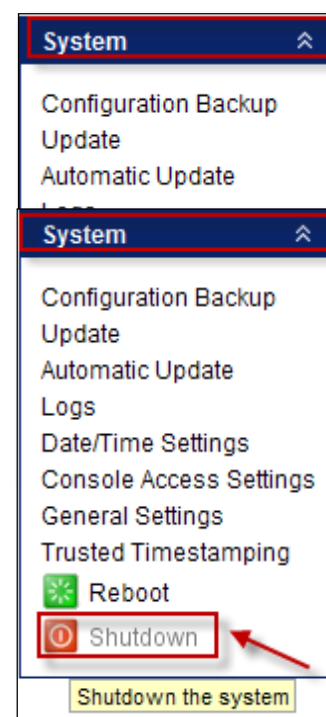 System
Configuration Backup
Update
Automatic Update
System
Configuration Backup
Update
Automatic Update
Logs
Date/Time Settings
Console Access Settings
General Settings
Trusted Timestamping
Reboot
Shutdown
Shutdown the system